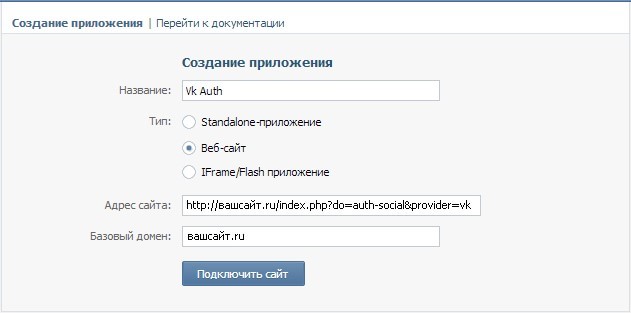 Создание приложения | Перейти к документации
Создание приложения
Название: Vk Auth
Тип: Standalone-приложение
Веб-сайт
IFrame/Flash приложение
Адрес сайта: http://вашсайт.ru/index.php?do=auth-social&provider=vk
Базовый домен: вашсайт.ru
Подключить сайт